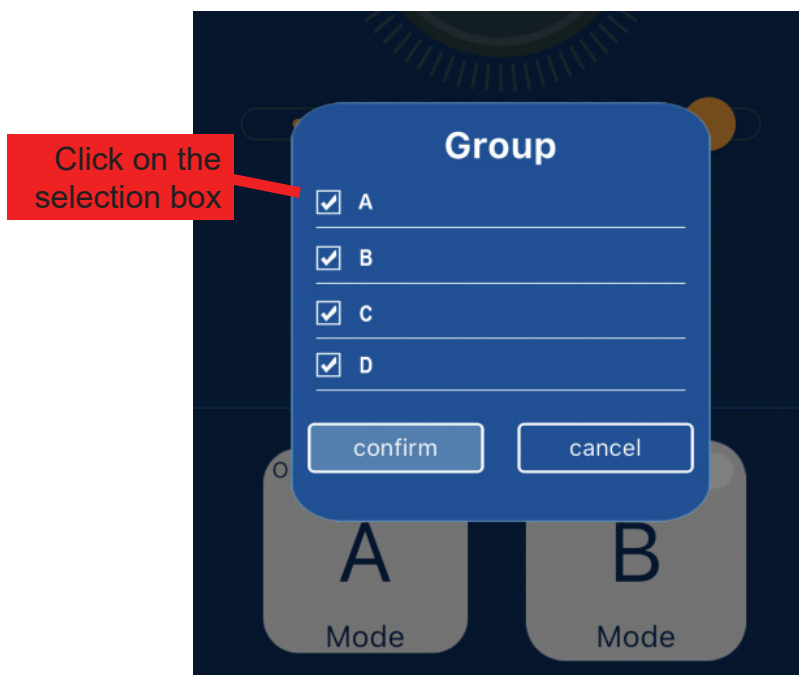 Group
Click on the
selection box
A
B
C
D
confirm
cancel
O
A
B
Mode
Mode